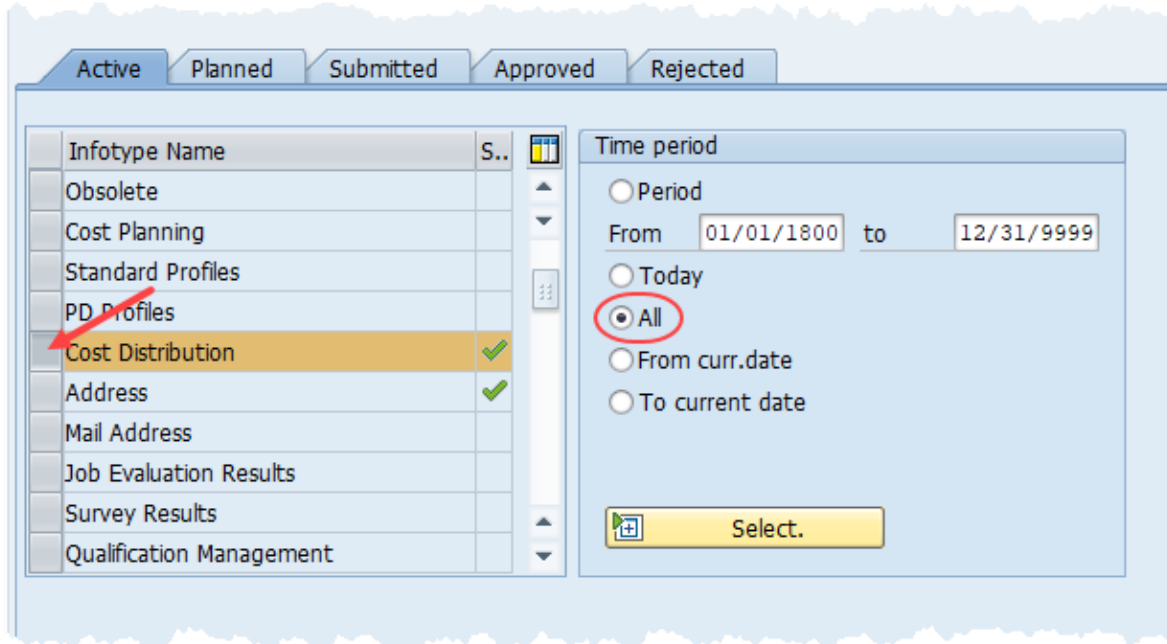 Active Planned Submitted Approved Rejected
Infotype Name S..
Obsolete
Cost Planning
Standard Profiles
PD Profiles
Cost Distribution
Address
Mail Address
Job Evaluation Results
Survey Results
Qualification Management
Time period
Period
From 01/01/1800 to 12/31/9999
Today
All
From curr.date
To current date
Select.